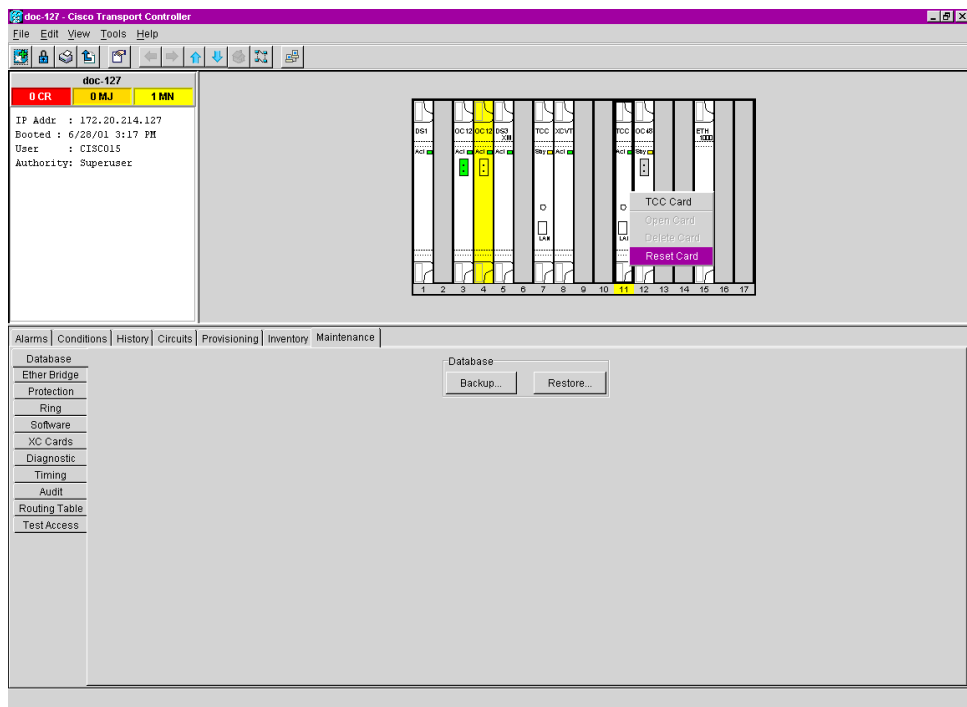 doc-127 - Cisco Transport Controller
File Edit View Tools Help
doc-127
0 CR 0 MJ 1 MN
IP Addr : 172.20.214.127
Booted : 6/28/01 3:17 PM
User : CISCO15
Authority: Superuser
DS1 OC12 OC12 DS3 XM TCC XCVT TCC OC48 ETH 1000
Act Act Act Act Sby Act Act Sby
LAN LAN
TCC Card
Open Card
Delete Card
Reset Card
1 2 3 4 5 6 7 8 9 10 11 12 13 14 15 16 17
Alarms Conditions History Circuits Provisioning Inventory Maintenance
Database
Ether Bridge
Protection
Ring
Software
XC Cards
Diagnostic
Timing
Audit
Routing Table
Test Access
Database
Backup... Restore...